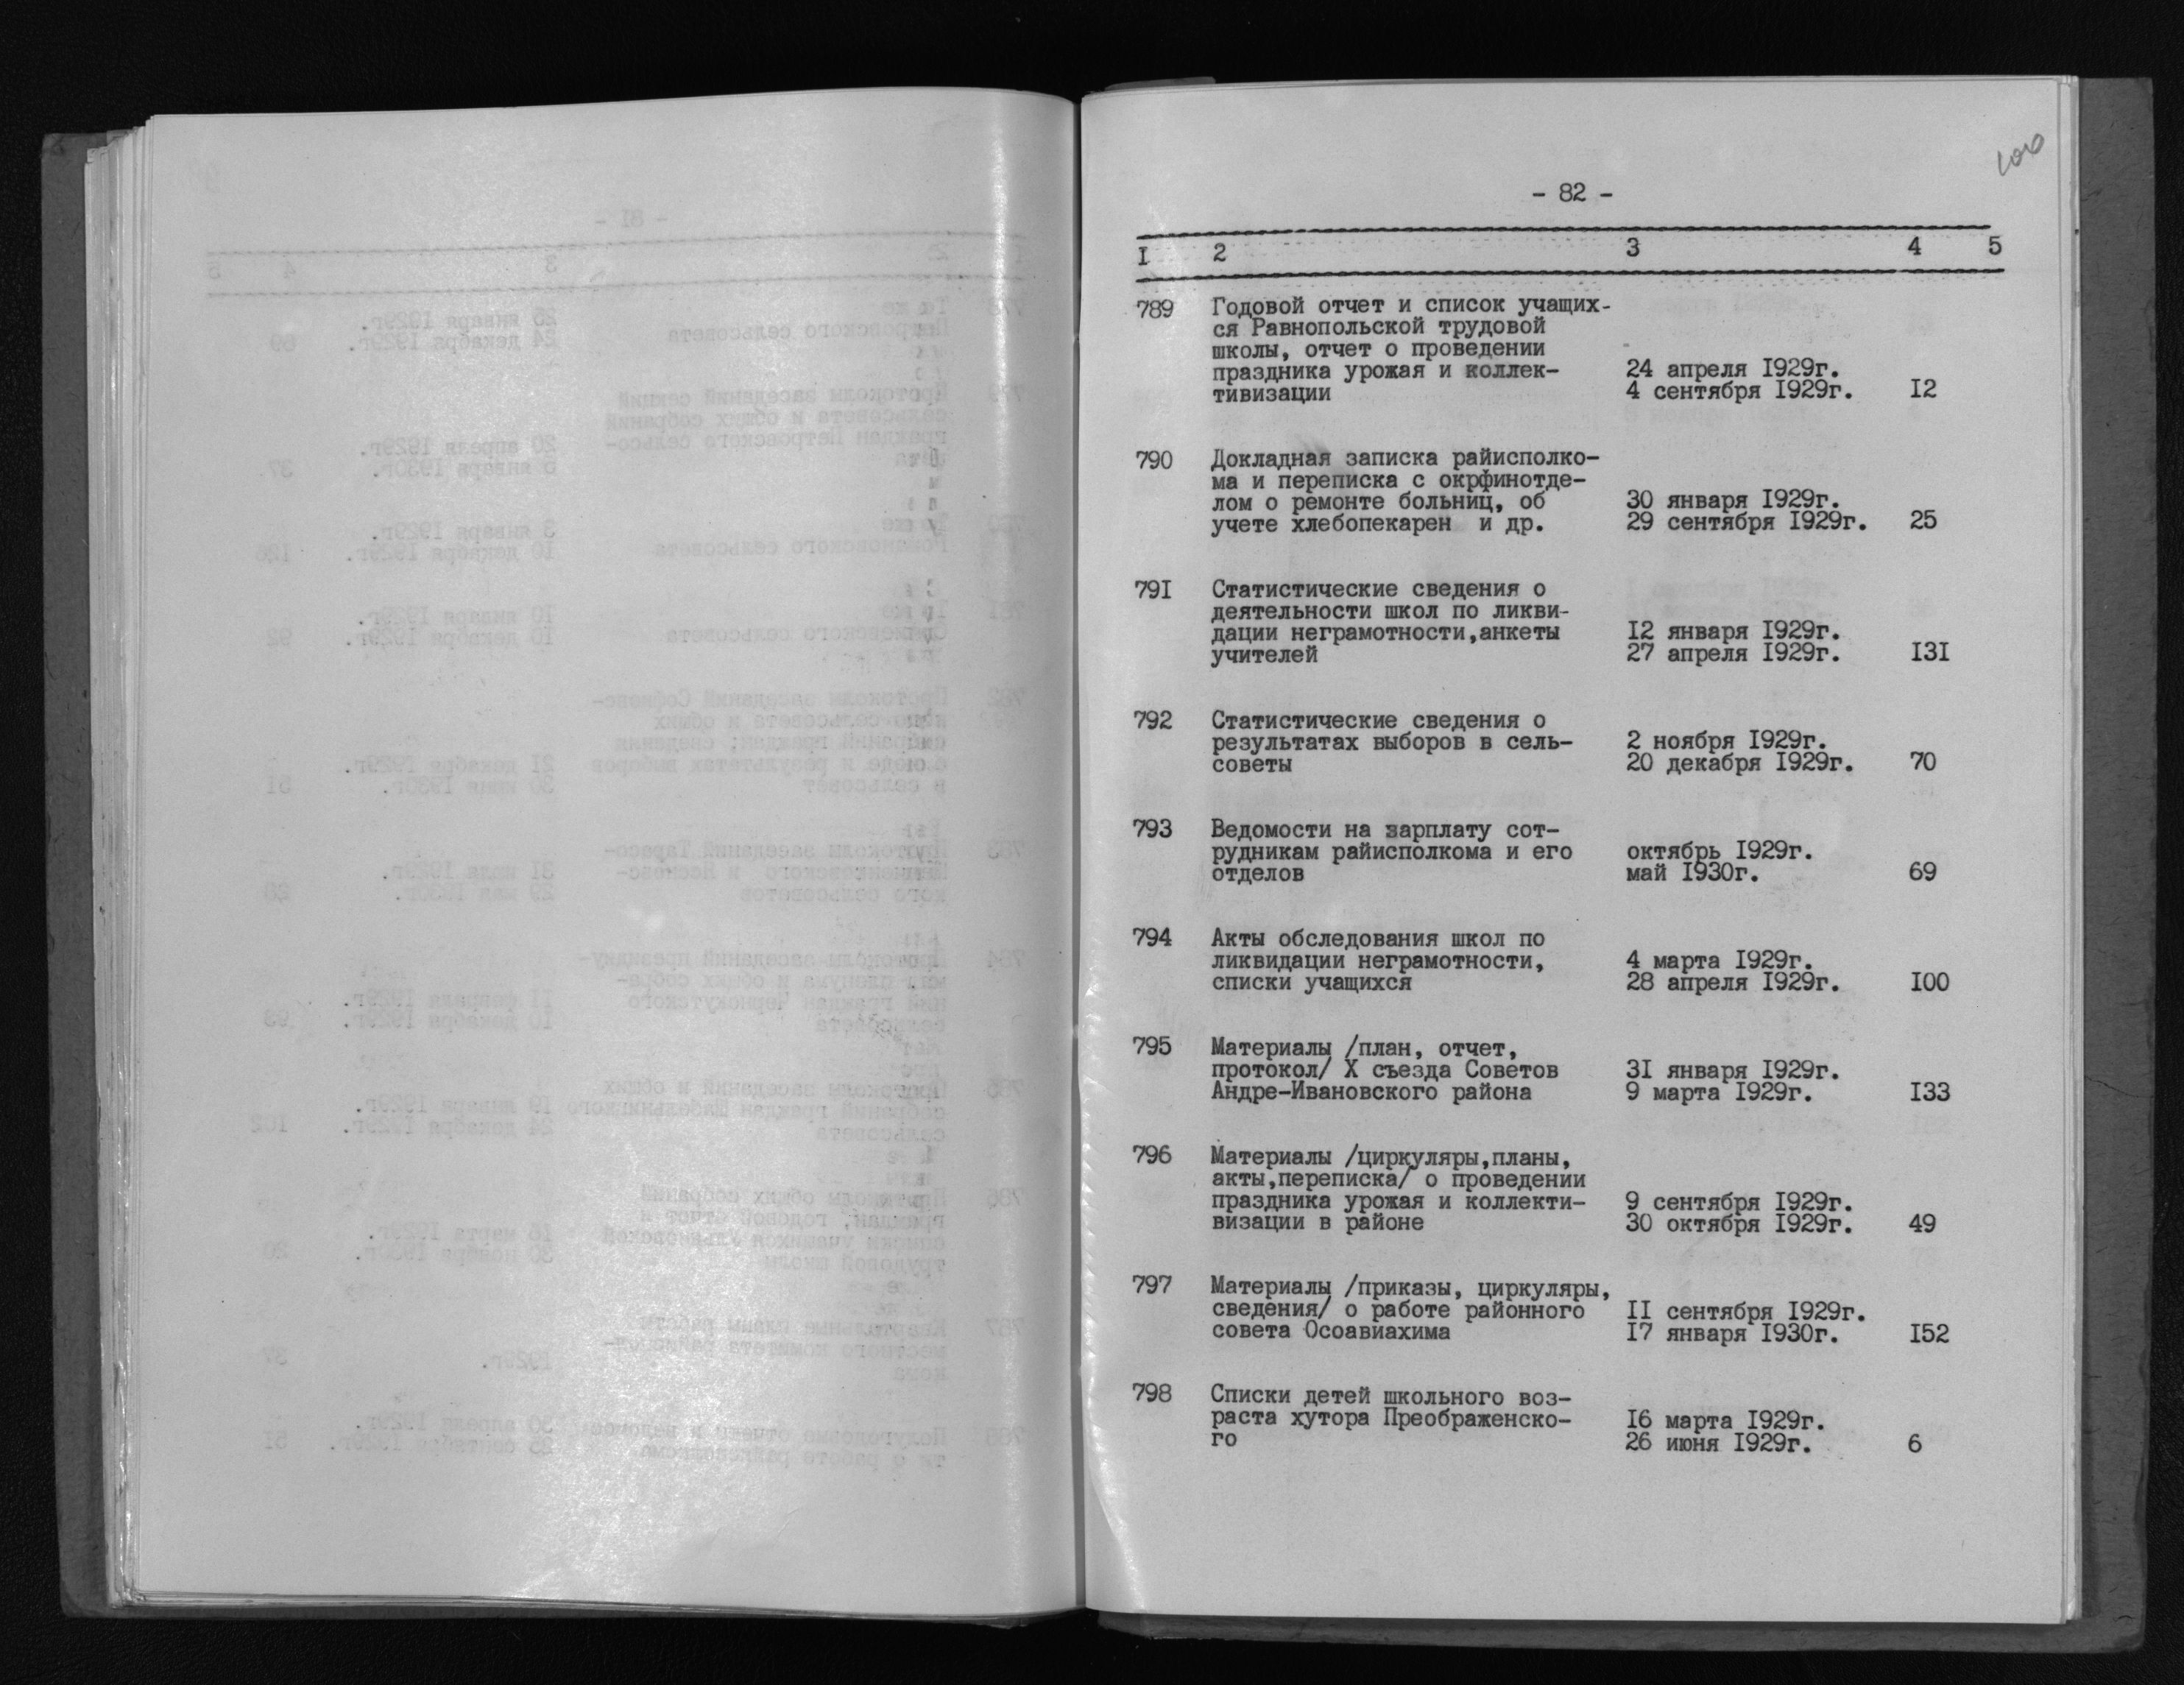 - 82 -
I 2 3 4 5
789 Годовой отчет и список учащих-
ся Равнопольской трудовой
школы, отчет о проведении
праздника урожая и коллек- 24 апреля I929г.
тивизации 4 сентября I929г. I2
790 Докладная записка райисполко-
ма и переписка с окрфинотде-
лом о ремонте больниц, об 30 января I929г.
учете хлебопекарен и др. 29 сентября I929г. 25
79I Статистические сведения о
деятельности школ по ликви-
дации неграмотности,анкеты I2 января I929г.
учителей 27 апреля I929г. I3I
792 Статистические сведения о
результатах выборов в сель- 2 ноября I929г.
советы 20 декабря I929г. 70
793 Ведомости на зарплату сот-
рудникам райисполкома и его октябрь I929г.
отделов май I930г. 69
794 Акты обследования школ по
ликвидации неграмотности, 4 марта I929г.
списки учащихся 28 апреля I929г. I00
795 Материалы /план, отчет,
протокол/ X съезда Советов 3I января I929г.
Андре-Ивановского района 9 марта I929г. I33
796 Материалы /циркуляры,планы,
акты,переписка/ о проведении
праздника урожая и коллекти- 9 сентября I929г.
визации в районе 30 октября I929г. 49
797 Материалы /приказы, циркуляры,
сведения/ о работе районного II сентября I929г.
совета Осоавиахима I7 января I930г. I52
798 Списки детей школьного воз-
раста хутора Преображенско- I6 марта I929г.
го 26 июня I929г. 6